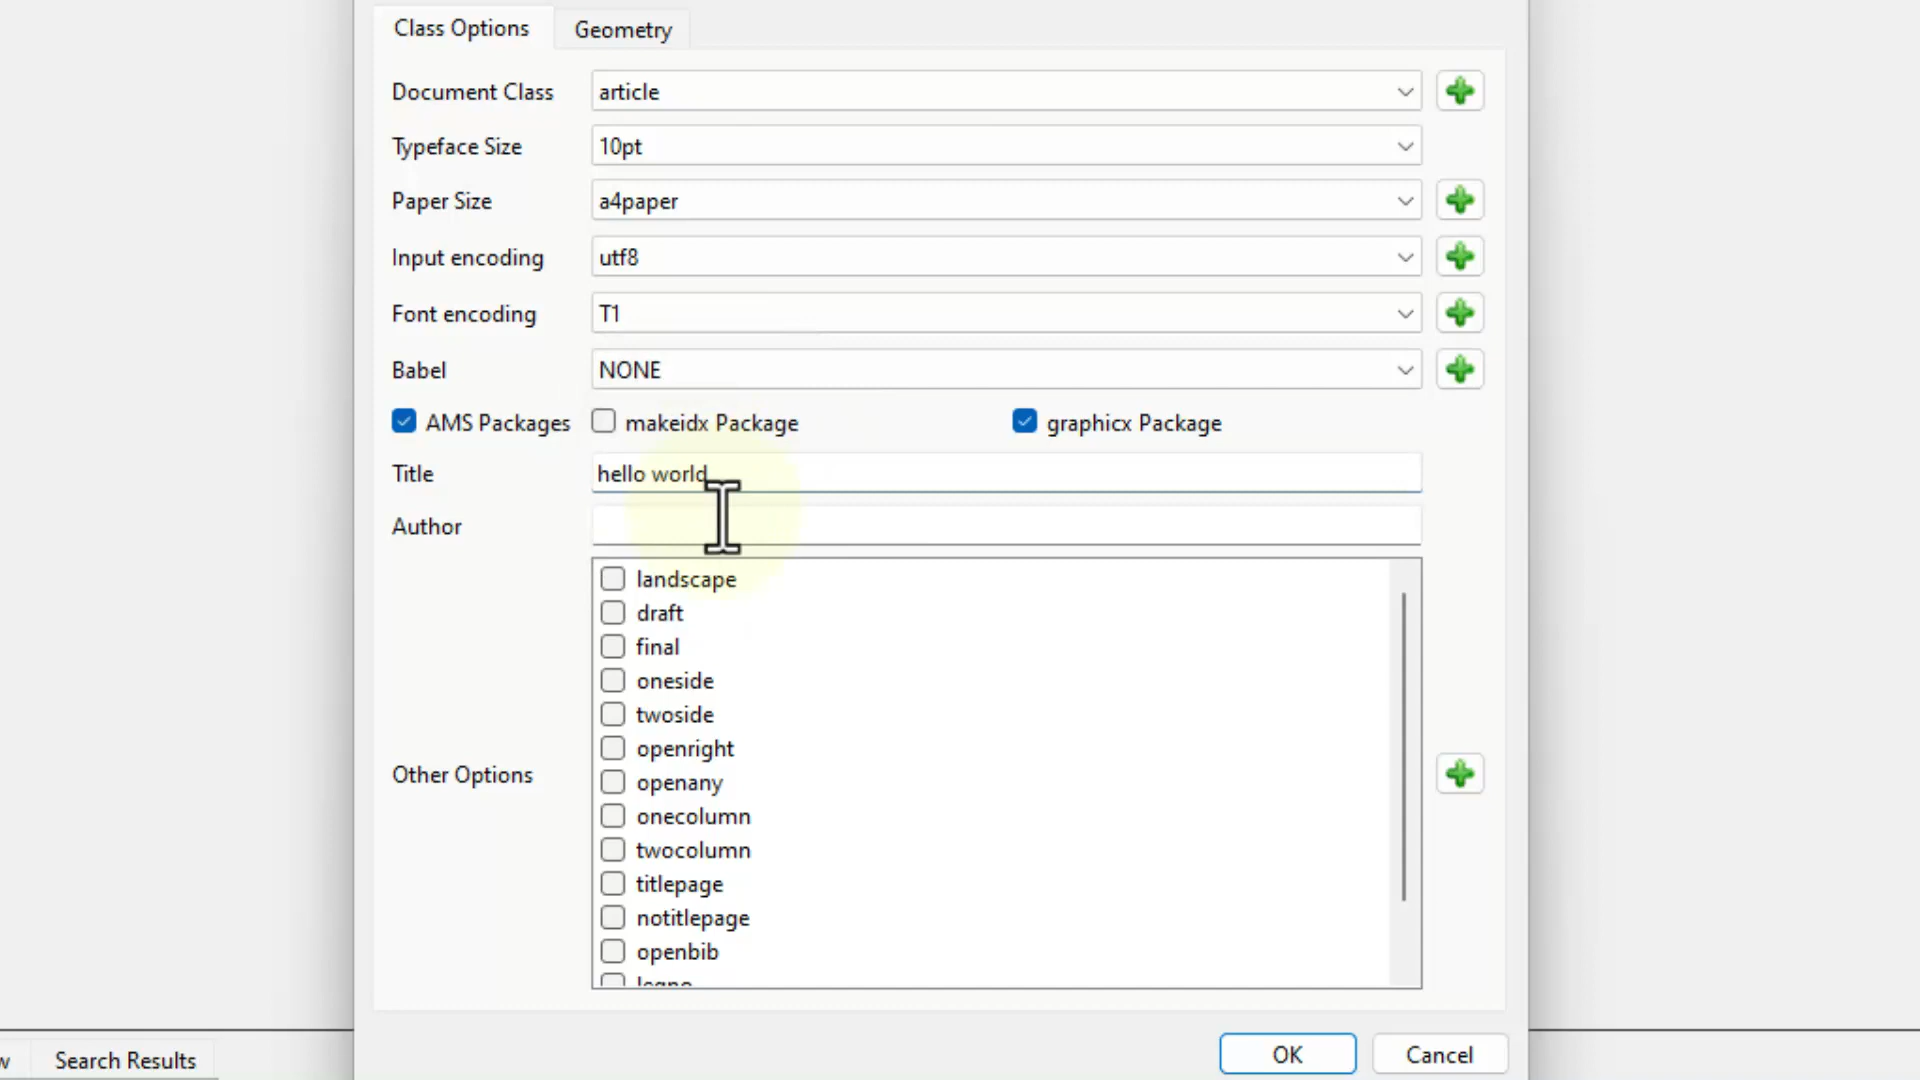 Class Options Geometry
Document Class article
Typeface Size 10pt
Paper Size a4paper
Input encoding utf8
Font encoding T1
Babel NONE
AMS Packages makeidx Package graphicx Package
Title hello world
Author
landscape
draft
final
oneside
twoside
openright
Other Options openany
onecolumn
twocolumn
titlepage
notitlepage
openbib
OK Cancel
Search Results